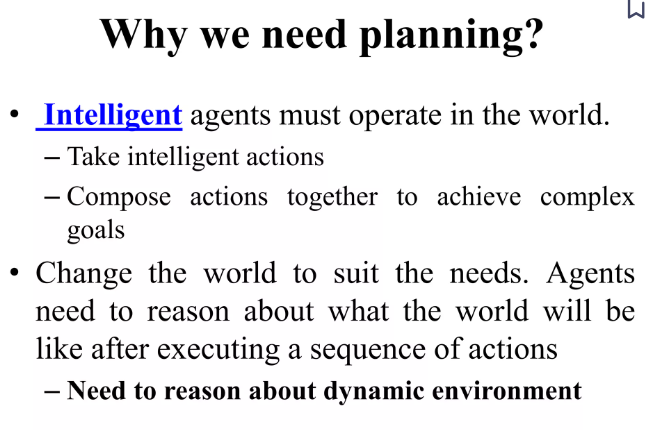 Why we need planning?
• Intelligent agents must operate in the world.
– Take intelligent actions
– Compose actions together to achieve complex
goals
• Change the world to suit the needs. Agents
need to reason about what the world will be
like after executing a sequence of actions
– Need to reason about dynamic environment